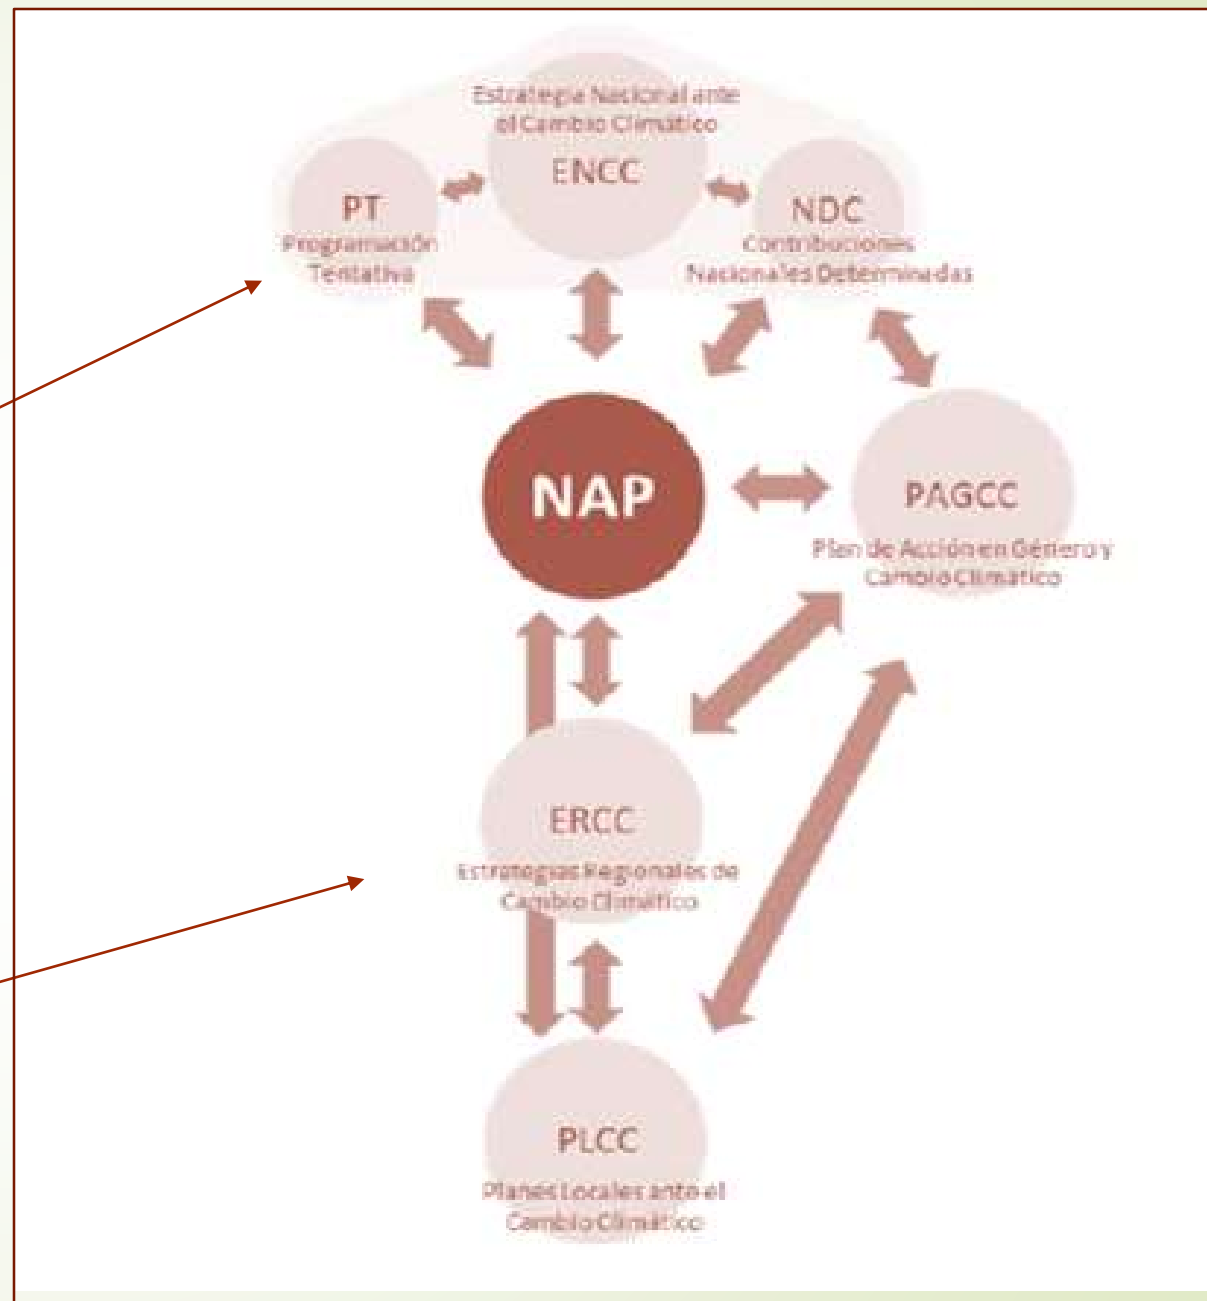 Estrategia Nacional ante
el Cambio Climático
ENCC
PT
Programación
Tentativa
NDC
Contribuciones
Nacionales Determinadas
NAP
PAGCC
Plan de Acción en Género y
Cambio Climático
ERCC
Estrategias Regionales de
Cambio Climático
PLCC
Planes Locales ante el
Cambio Climático